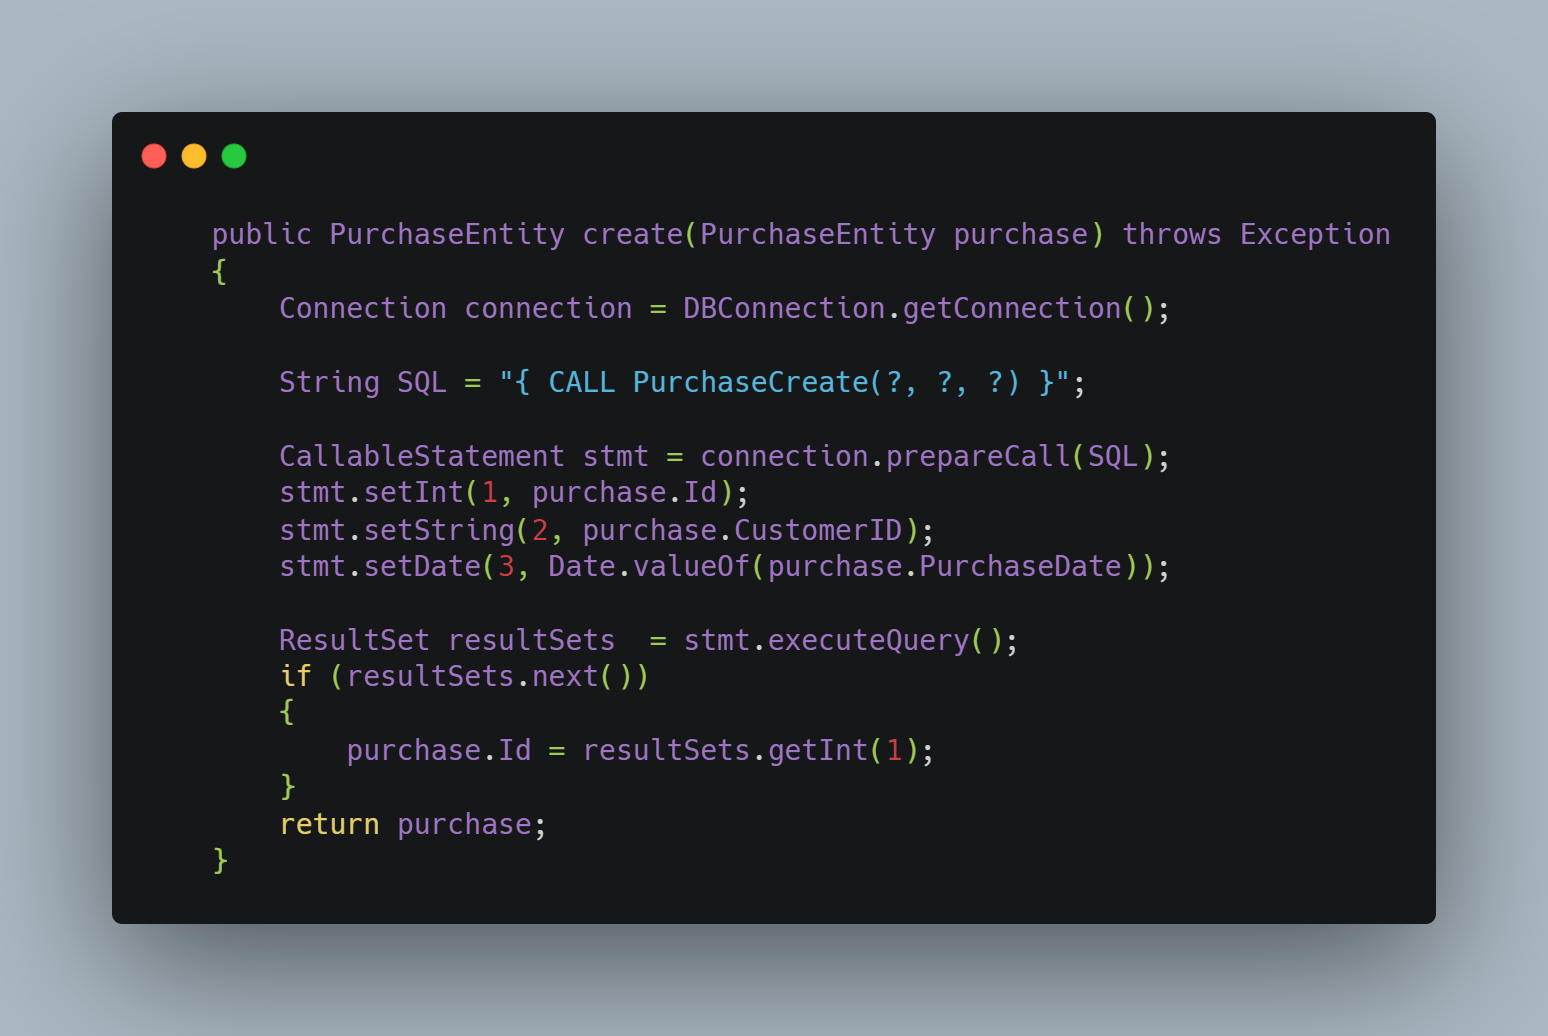 public PurchaseEntity create(PurchaseEntity purchase) throws Exception
{
    Connection connection = DBConnection.getConnection();

    String SQL = "{ CALL PurchaseCreate(?, ?, ?) }";

    CallableStatement stmt = connection.prepareCall(SQL);
    stmt.setInt(1, purchase.Id);
    stmt.setString(2, purchase.CustomerID);
    stmt.setDate(3, Date.valueOf(purchase.PurchaseDate));

    ResultSet resultSets  = stmt.executeQuery();
    if (resultSets.next())
    {
        purchase.Id = resultSets.getInt(1);
    }
    return purchase;
}